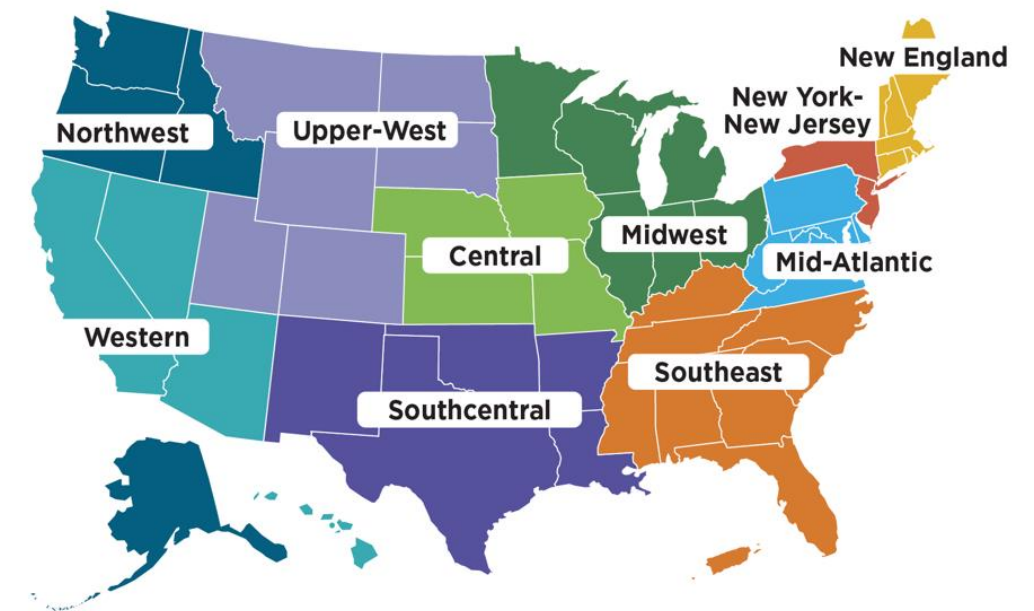 New England
New York-
New Jersey
Northwest
Upper-West
Midwest
Central
Mid-Atlantic
Western
Southeast
Southcentral